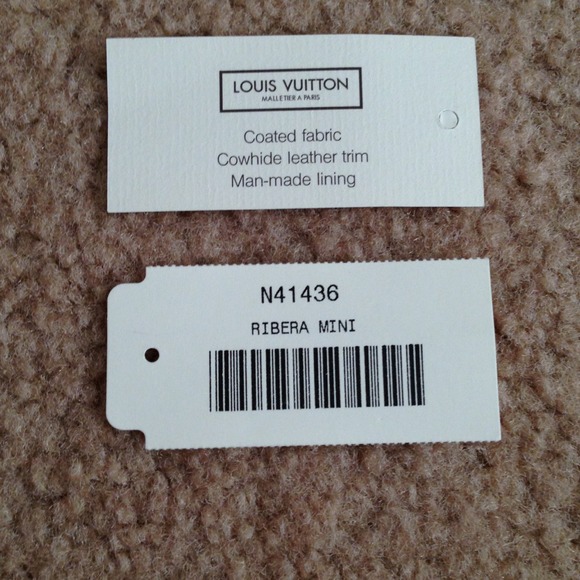 LOUIS VUITTON
MALLETIER A PARIS
Coated fabric
Cowhide leather trim
Man-made lining
N41436
RIBERA MINI